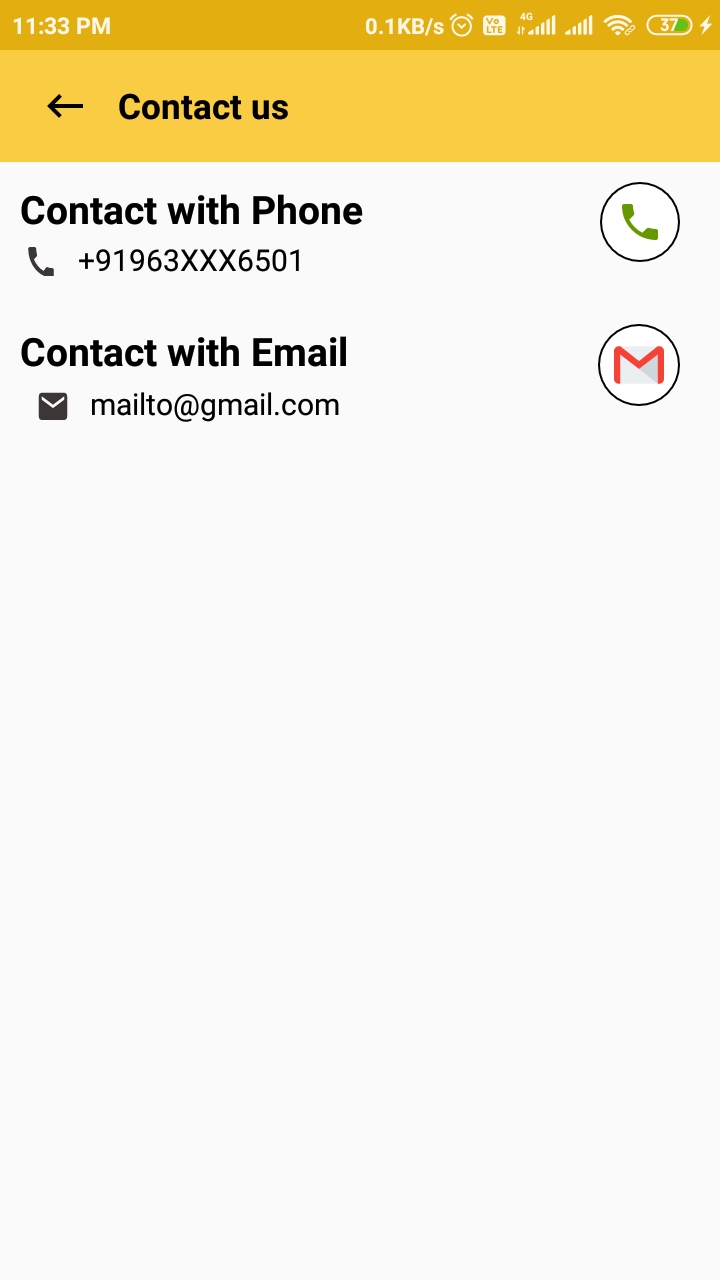 11:33 PM 0.1KB/s Vo LTE 4G 37
Contact us
Contact with Phone
+91963XXX6501
Contact with Email
mailto@gmail.com